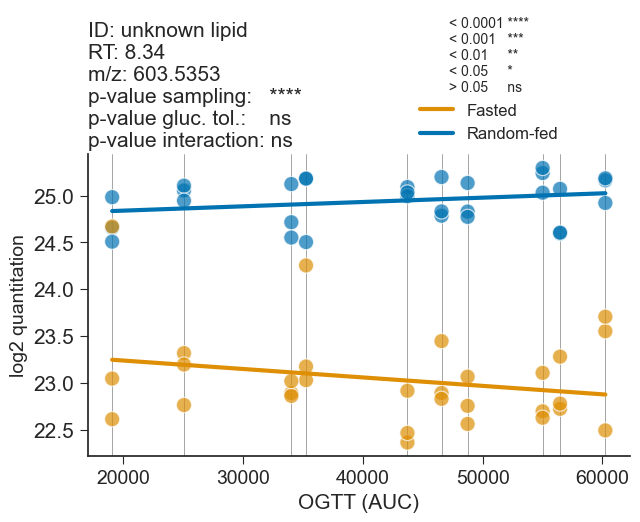 ID: unknown lipid
RT: 8.34
m/z: 603.5353
p-value sampling: ****
p-value gluc. tol.: ns
p-value interaction: ns
< 0.0001 ****
< 0.001 ***
< 0.01 **
< 0.05 *
> 0.05 ns
Fasted
Random-fed
log2 quantitation
25.0
24.5
24.0
23.5
23.0
22.5
20000 30000 40000 50000 60000
OGTT (AUC)